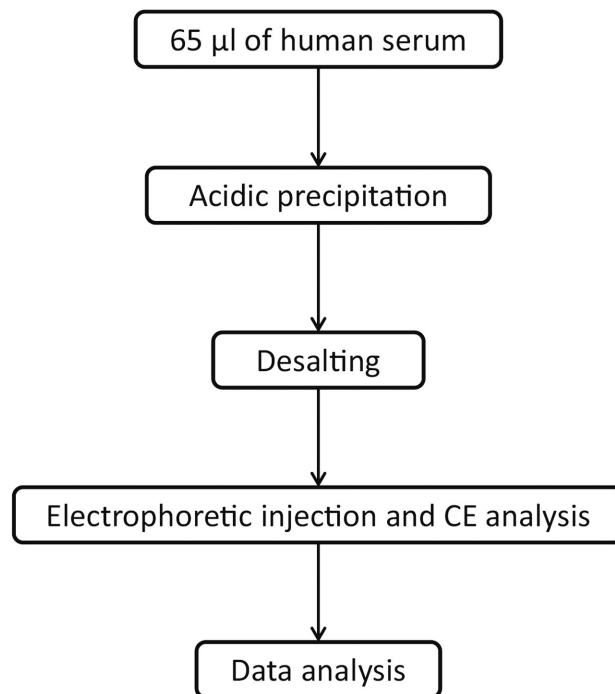 65 µl of human serum
Acidic precipitation
Desalting
Electrophoretic injection and CE analysis
Data analysis